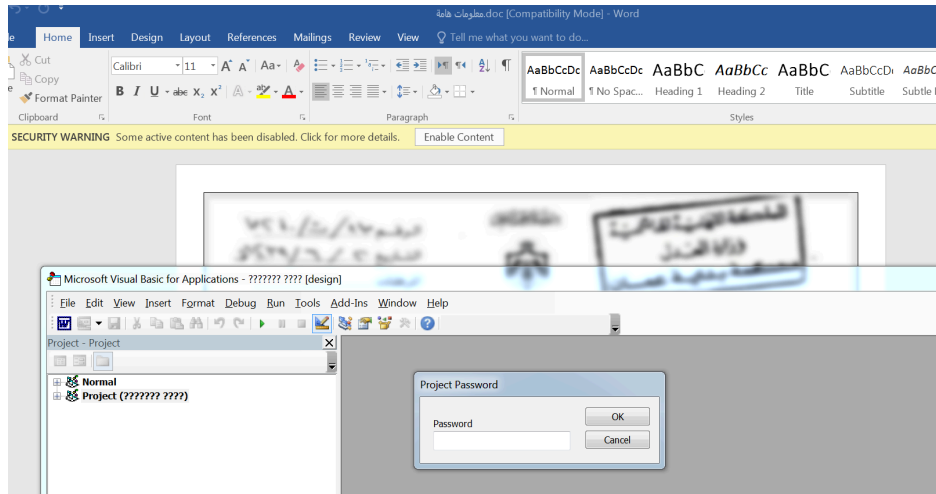 معلومات هامة.doc [Compatibility Mode] - Word
Home Insert Design Layout References Mailings Review View Tell me what you want to do...
Cut
Copy
Format Painter
Clipboard
Calibri 11
Font
Paragraph
AaBbCcDc AaBbCcDc AaBbC AaBbCc AaBbC AaBbCcD AaBbC
¶ Normal ¶ No Spac... Heading 1 Heading 2 Title Subtitle Subtle
Styles
SECURITY WARNING Some active content has been disabled. Click for more details. Enable Content
Microsoft Visual Basic for Applications - ??????? ???? [design]
File Edit View Insert Format Debug Run Tools Add-Ins Window Help
Project - Project
Normal
Project (??????? ????)
Project Password
Password
OK
Cancel